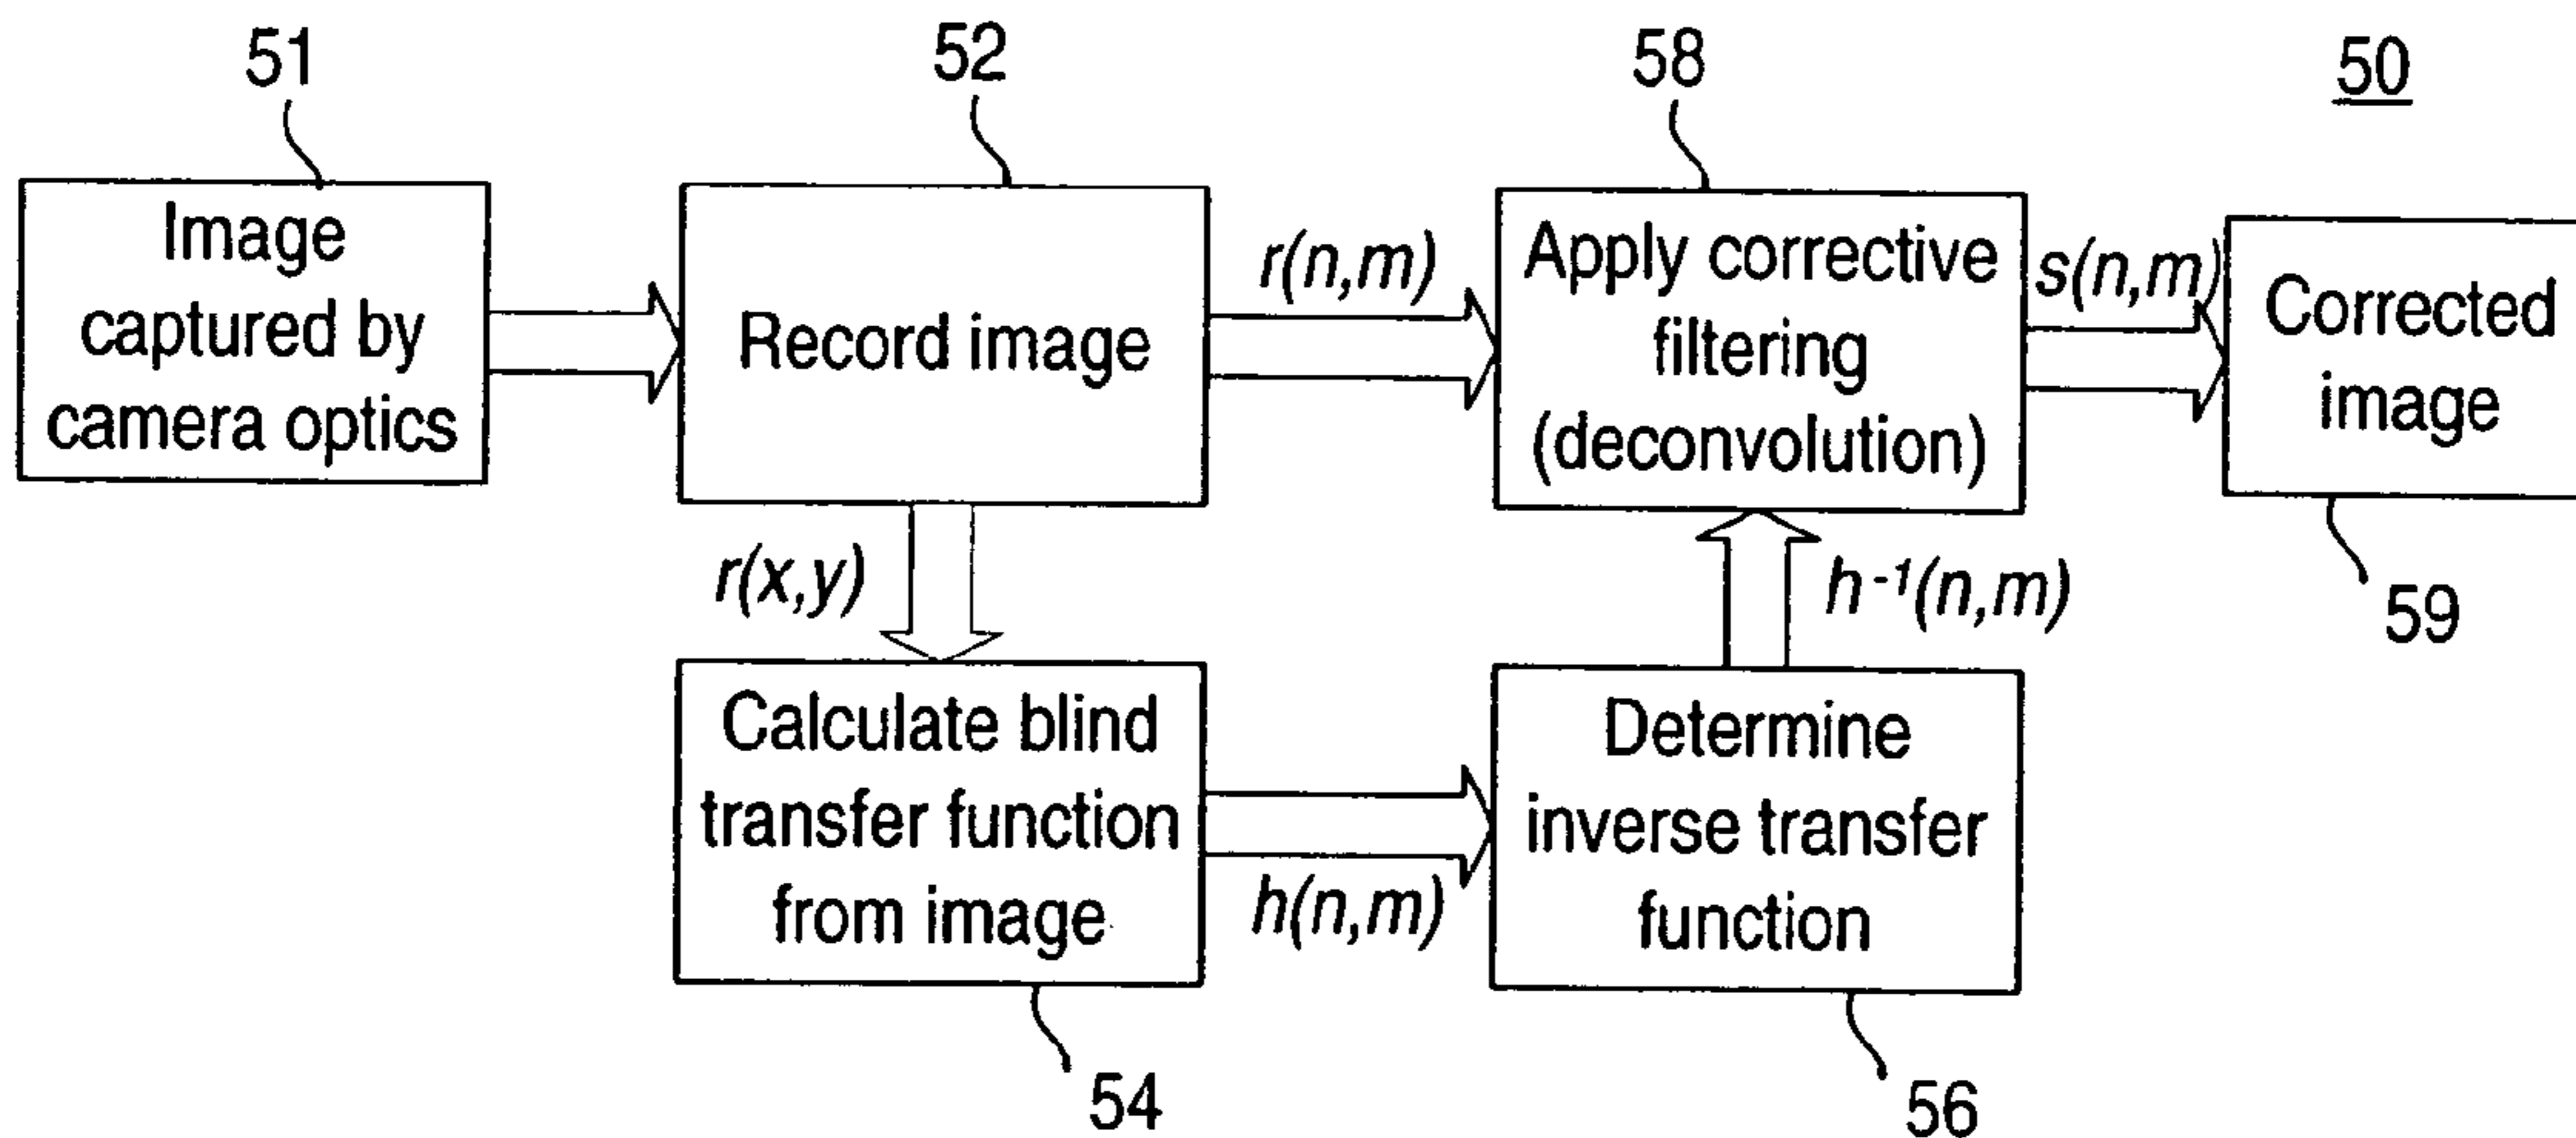 51
52
58
50
Image
captured by
camera optics
Record image
r(n,m)
Apply corrective
filtering
(deconvolution)
s(n,m)
Corrected
image
r(x,y)
h⁻¹(n,m)
59
Calculate blind
transfer function
from image
h(n,m)
Determine
inverse transfer
function
54
56